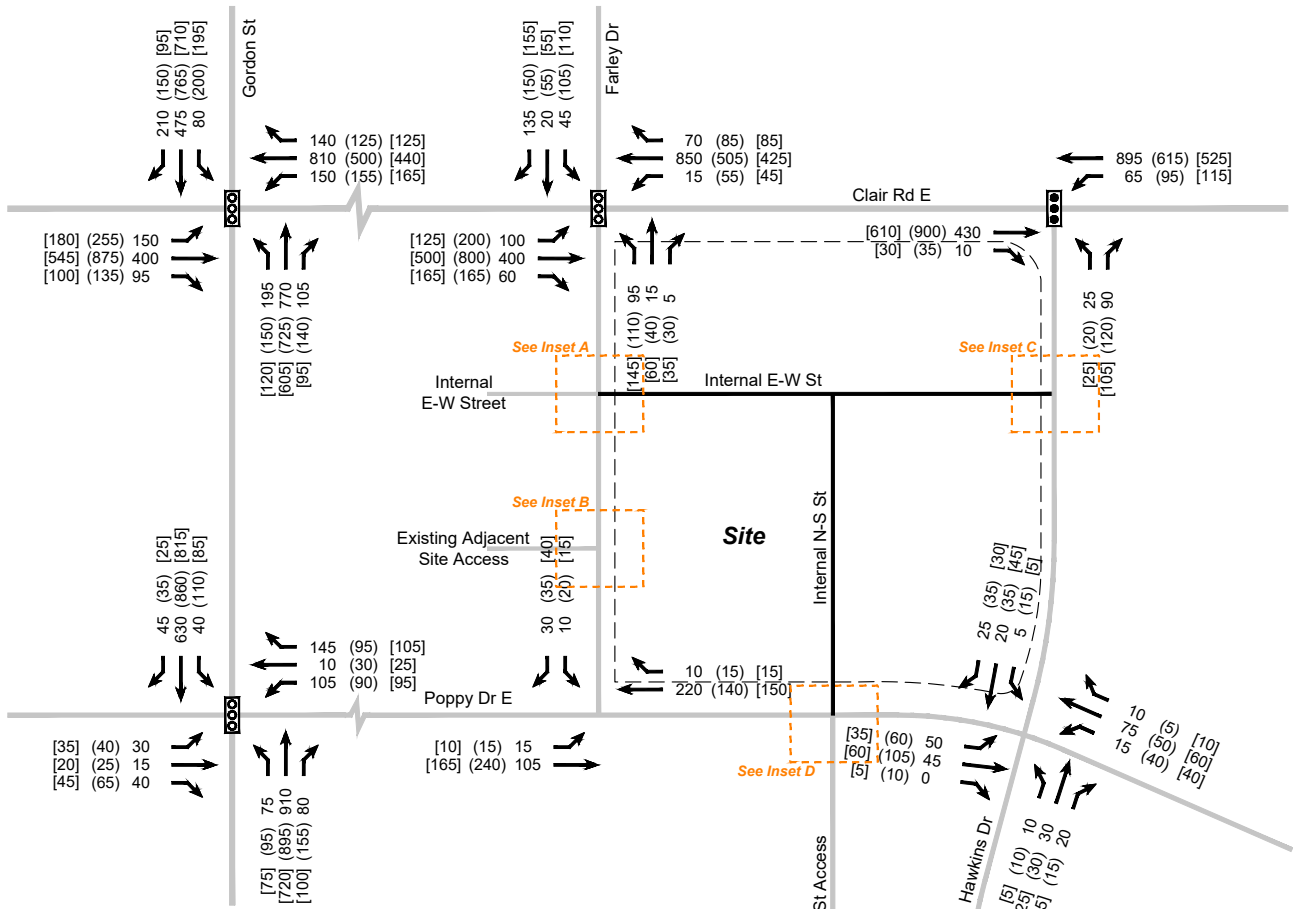 Gordon St
210 (150) [95]
475 (765) [710]
80 (200) [195]
140 (125) [125]
810 (500) [440]
150 (155) [165]
[180] (255) 150
[545] (875) 400
[100] (135) 95
[120] (150) 195
[605] (725) 770
[95] (140) 105
Farley Dr
135 (150) [155]
20 (55) [55]
45 (105) [110]
70 (85) [85]
850 (505) [425]
15 (55) [45]
Clair Rd E
[125] (200) 100
[500] (800) 400
[165] (165) 60
[145] (110) 95
[60] (40) 15
[35] (30) 5
895 (615) [525]
65 (95) [115]
[610] (900) 430
[30] (35) 10
[25] (20) 25
[105] (120) 90
See Inset A
See Inset C
Internal
E-W Street
Internal E-W St
See Inset B
Existing Adjacent
Site Access
Site
Internal N-S St
45 (35) [25]
630 (860) [815]
40 (110) [85]
145 (95) [105]
10 (30) [25]
105 (90) [95]
Poppy Dr E
[35] (40) 30
[20] (25) 15
[45] (65) 40
[75] (95) 75
[720] (895) 910
[100] (155) 80
30 (35) [40]
10 (20) [15]
10 (15) [15]
220 (140) [150]
[10] (15) 15
[165] (240) 105
See Inset D
25 (35) [30]
20 (35) [45]
5 (15) [5]
10 (5) [10]
75 (50) [60]
15 (40) [40]
[35] (60) 50
[60] (105) 45
[5] (10) 0
[5] (10) 10
(30) 30
(15) 20
Hawkins Dr
St Access